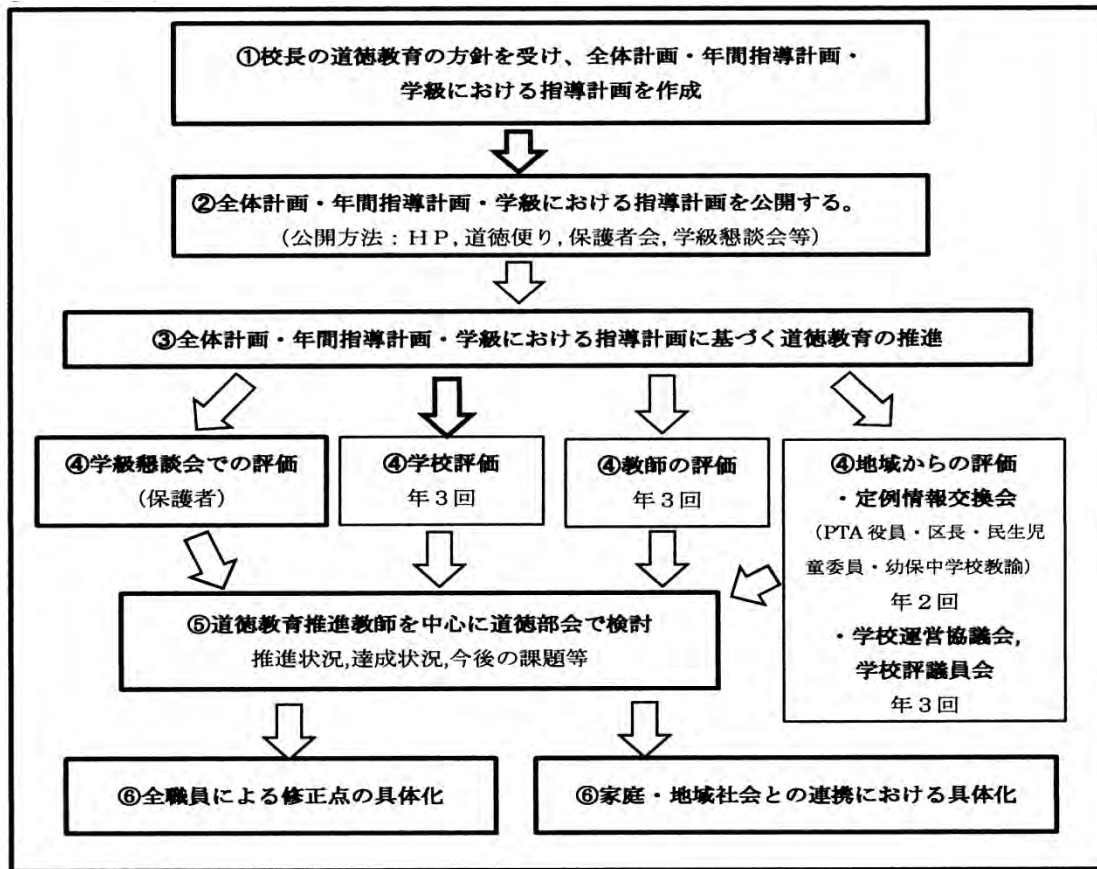 ①校長の道徳教育の方針を受け、全体計画・年間指導計画・
学級における指導計画を作成
②全体計画・年間指導計画・学級における指導計画を公開する。
(公開方法：ＨＰ,道徳便り,保護者会,学級懇談会等)
③全体計画・年間指導計画・学級における指導計画に基づく道徳教育の推進
④学級懇談会での評価
(保護者)
④学校評価
年３回
④教師の評価
年３回
④地域からの評価
・定例情報交換会
(PTA 役員・区長・民生児
童委員・幼保中学校教諭)
年２回
・学校運営協議会,
学校評議員会
年３回
⑤道徳教育推進教師を中心に道徳部会で検討
推進状況,達成状況,今後の課題等
⑥全職員による修正点の具体化
⑥家庭・地域社会との連携における具体化